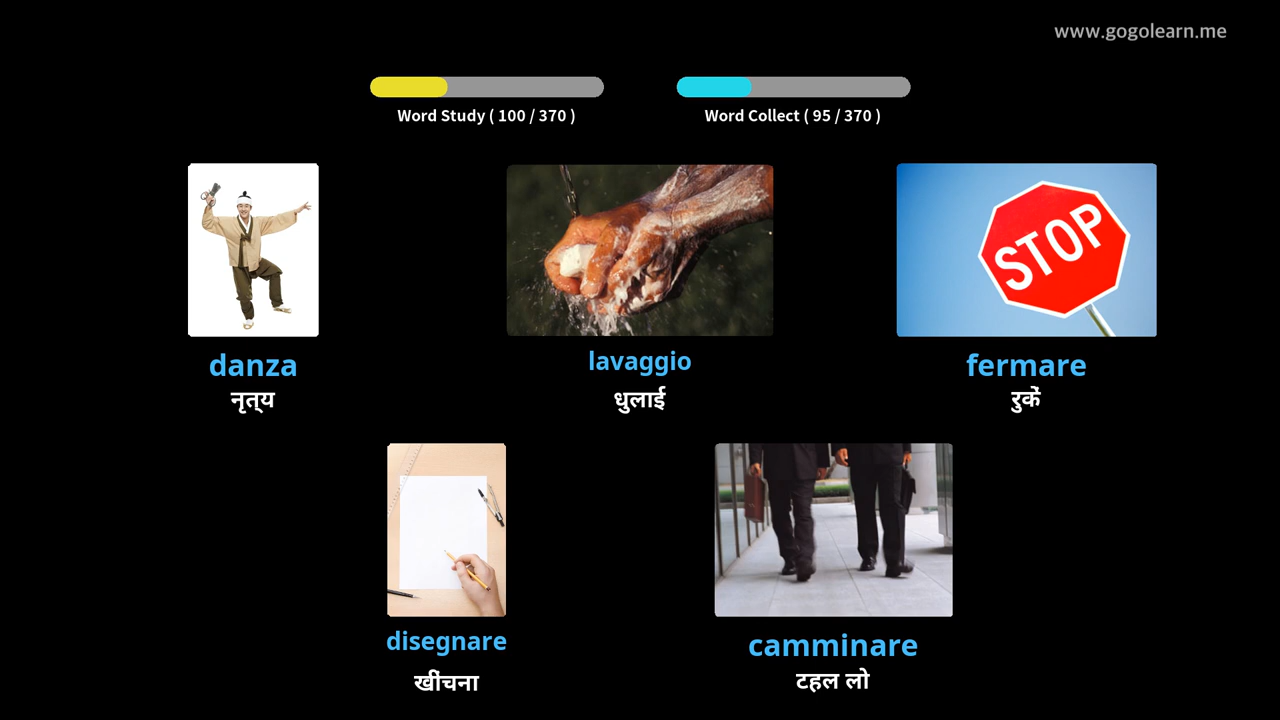 www.gogolearn.me
Word Study ( 100 / 370 )
Word Collect ( 95 / 370 )
STOP
danza
नृत्य
lavaggio
धुलाई
fermare
रुकें
disegnare
खींचना
camminare
टहल लो